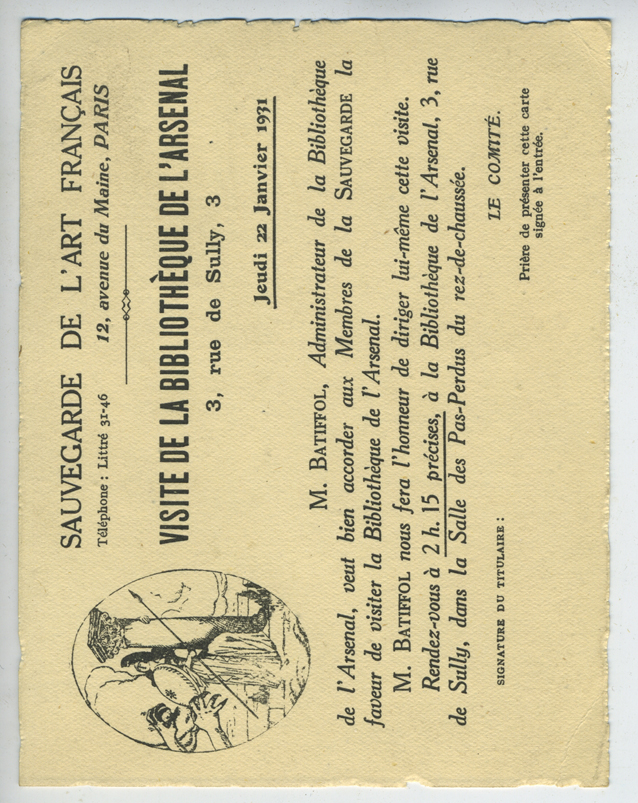 SAUVEGARDE DE L'ART FRANÇAIS
Téléphone : Littré 31-46 12, avenue du Maine, PARIS
VISITE DE LA BIBLIOTHÈQUE DE L'ARSENAL
3, rue de Sully, 3
Jeudi 22 Janvier 1931
M. BATIFFOL, Administrateur de la Bibliothèque
de l'Arsenal, veut bien accorder aux Membres de la SAUVEGARDE la
faveur de visiter la Bibliothèque de l'Arsenal.
M. BATIFFOL nous fera l'honneur de diriger lui-même cette visite.
Rendez-vous à 2 h. 15 précises, à la Bibliothèque de l'Arsenal, 3, rue
de Sully, dans la Salle des Pas-Perdus du rez-de-chaussée.
LE COMITÉ.
SIGNATURE DU TITULAIRE :
Prière de présenter cette carte
signée à l'entrée.